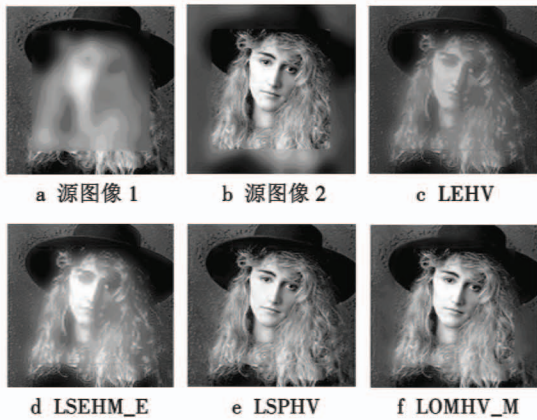 a 源图像 1
b 源图像 2
c LEHV
d LSEHM_E
e LSPHV
f LOMHV_M